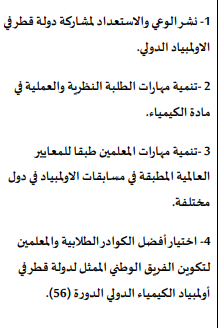 1- نشر الوعي والاستعداد لمشاركة دولة قطر في
الاولمبياد الدولي.
2 -تنمية مهارات الطلبة النظرية والعملية في
مادة الكيمياء.
3 -تنمية مهارات المعلمين طبقا للمعايير
العالمية المطبقة في مسابقات الاولمبياد في دول
مختلفة.
4- اختيار أفضل الكوادر الطلابية والمعلمين
لتكوين الفريق الوطني الممثل لدولة قطر في
أولمبياد الكيمياء الدولي الدورة (56).